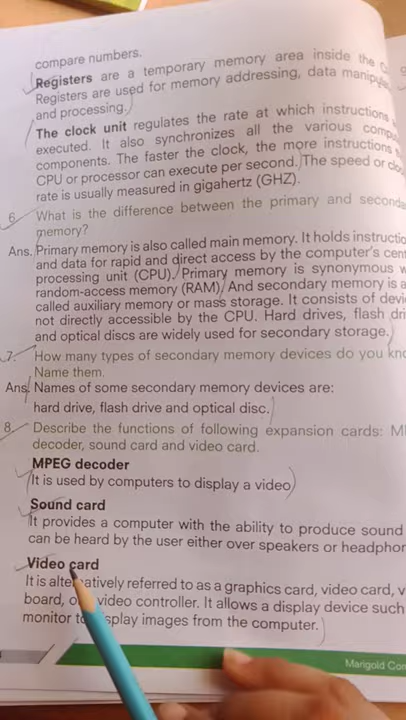 compare numbers.
Registers are a temporary memory area inside the
Registers are used for memory addressing, data
and processing.
The clock unit regulates the rate at which instructions
executed. It also synchronizes all the various
components. The faster the clock, the more instructions
CPU or processor can execute per second. The speed or
rate is usually measured in gigahertz (GHZ).
6. What is the difference between the primary and
memory?
Ans. Primary memory is also called main memory. It holds
and data for rapid and direct access by the computer's
processing unit (CPU). Primary memory is synonymous
random-access memory (RAM). And secondary memory is
called auxiliary memory or mass storage. It consists of
not directly accessible by the CPU. Hard drives, flash
and optical discs are widely used for secondary storage.
7. How many types of secondary memory devices do you
Name them.
Ans. Names of some secondary memory devices are:
hard drive, flash drive and optical disc.
8. Describe the functions of following expansion cards:
decoder, sound card and video card.
MPEG decoder
It is used by computers to display a video
Sound card
It provides a computer with the ability to produce sound
can be heard by the user either over speakers or
Video card
It is alternatively referred to as a graphics card, video card,
board, or video controller. It allows a display device such
monitor to display images from the computer.
Marigold